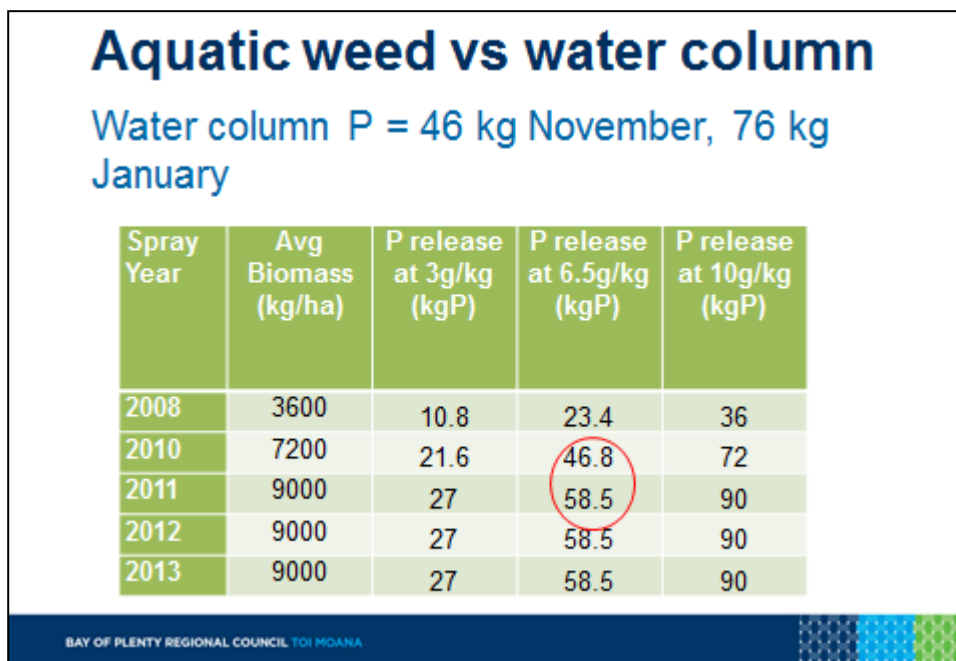 Aquatic weed vs water column
Water column P = 46 kg November, 76 kg
January
Spray Year Avg Biomass (kg/ha) P release at 3g/kg (kgP) P release at 6.5g/kg (kgP) P release at 10g/kg (kgP)
2008 3600 10.8 23.4 36
2010 7200 21.6 46.8 72
2011 9000 27 58.5 90
2012 9000 27 58.5 90
2013 9000 27 58.5 90
BAY OF PLENTY REGIONAL COUNCIL TOI MOANA